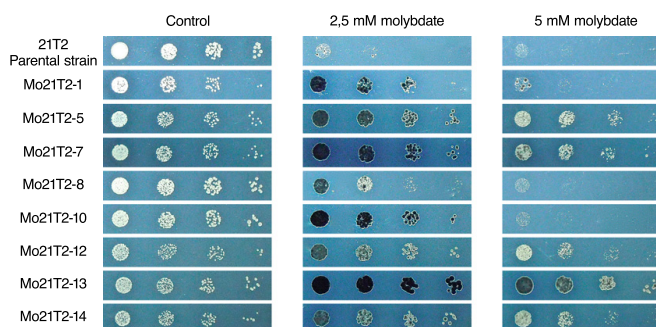 Control 2,5 mM molybdate 5 mM molybdate
21T2
Parental strain
Mo21T2-1
Mo21T2-5
Mo21T2-7
Mo21T2-8
Mo21T2-10
Mo21T2-12
Mo21T2-13
Mo21T2-14